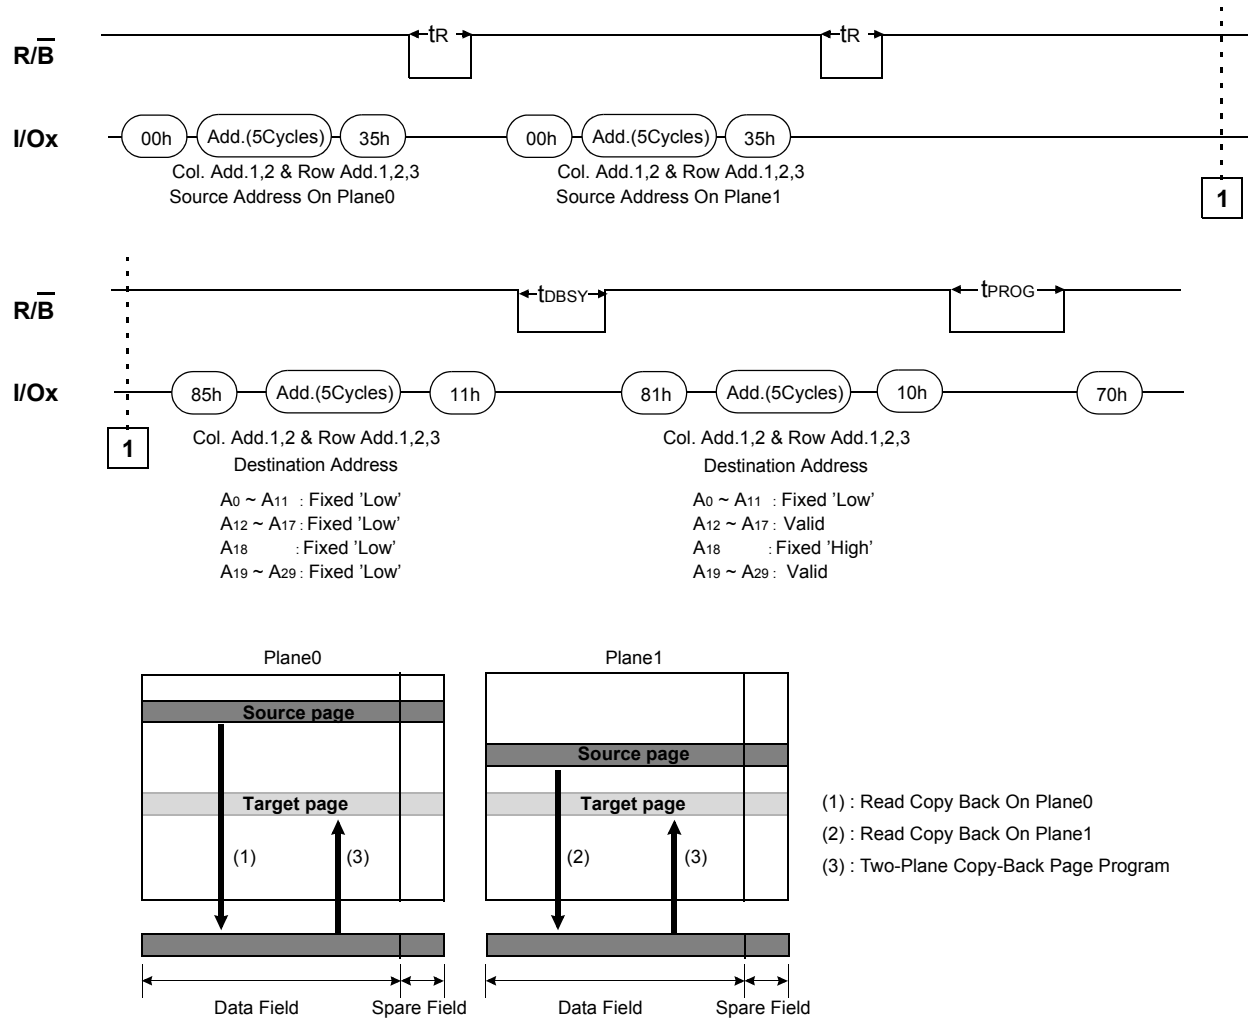 R/B tR tR
I/Ox 00h Add.(5Cycles) 35h 00h Add.(5Cycles) 35h
Col. Add.1,2 & Row Add.1,2,3 Col. Add.1,2 & Row Add.1,2,3
Source Address On Plane0 Source Address On Plane1
1
R/B tDBSY tPROG
I/Ox 85h Add.(5Cycles) 11h 81h Add.(5Cycles) 10h 70h
1
Col. Add.1,2 & Row Add.1,2,3 Col. Add.1,2 & Row Add.1,2,3
Destination Address Destination Address
A0 ~ A11 : Fixed 'Low' A0 ~ A11 : Fixed 'Low'
A12 ~ A17 : Fixed 'Low' A12 ~ A17 : Valid
A18 : Fixed 'Low' A18 : Fixed 'High'
A19 ~ A29 : Fixed 'Low' A19 ~ A29 : Valid
Plane0 Plane1
Source page
Source page
Target page Target page
(1) (3) (2) (3)
(1) : Read Copy Back On Plane0
(2) : Read Copy Back On Plane1
(3) : Two-Plane Copy-Back Page Program
Data Field Spare Field Data Field Spare Field